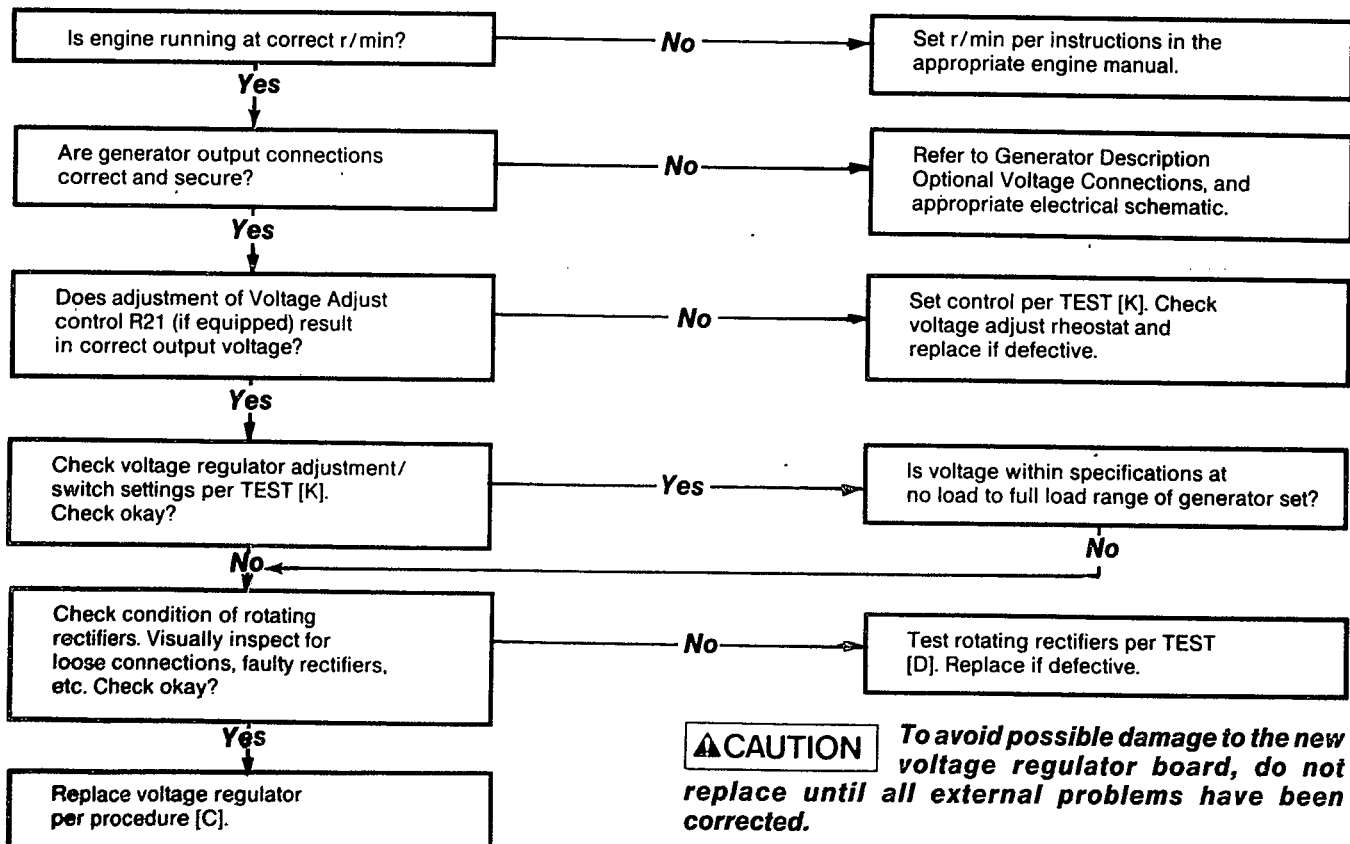 Is engine running at correct r/min?
No
Set r/min per instructions in the
appropriate engine manual.
Yes
Are generator output connections
correct and secure?
No
Refer to Generator Description
Optional Voltage Connections, and
appropriate electrical schematic.
Yes
Does adjustment of Voltage Adjust
control R21 (if equipped) result
in correct output voltage?
No
Set control per TEST [K]. Check
voltage adjust rheostat and
replace if defective.
Yes
Check voltage regulator adjustment/
switch settings per TEST [K].
Check okay?
Yes
Is voltage within specifications at
no load to full load range of generator set?
No
No
Check condition of rotating
rectifiers. Visually inspect for
loose connections, faulty rectifiers,
etc. Check okay?
No
Test rotating rectifiers per TEST
[D]. Replace if defective.
Yes
Replace voltage regulator
per procedure [C].
CAUTION To avoid possible damage to the new
voltage regulator board, do not
replace until all external problems have been
corrected.